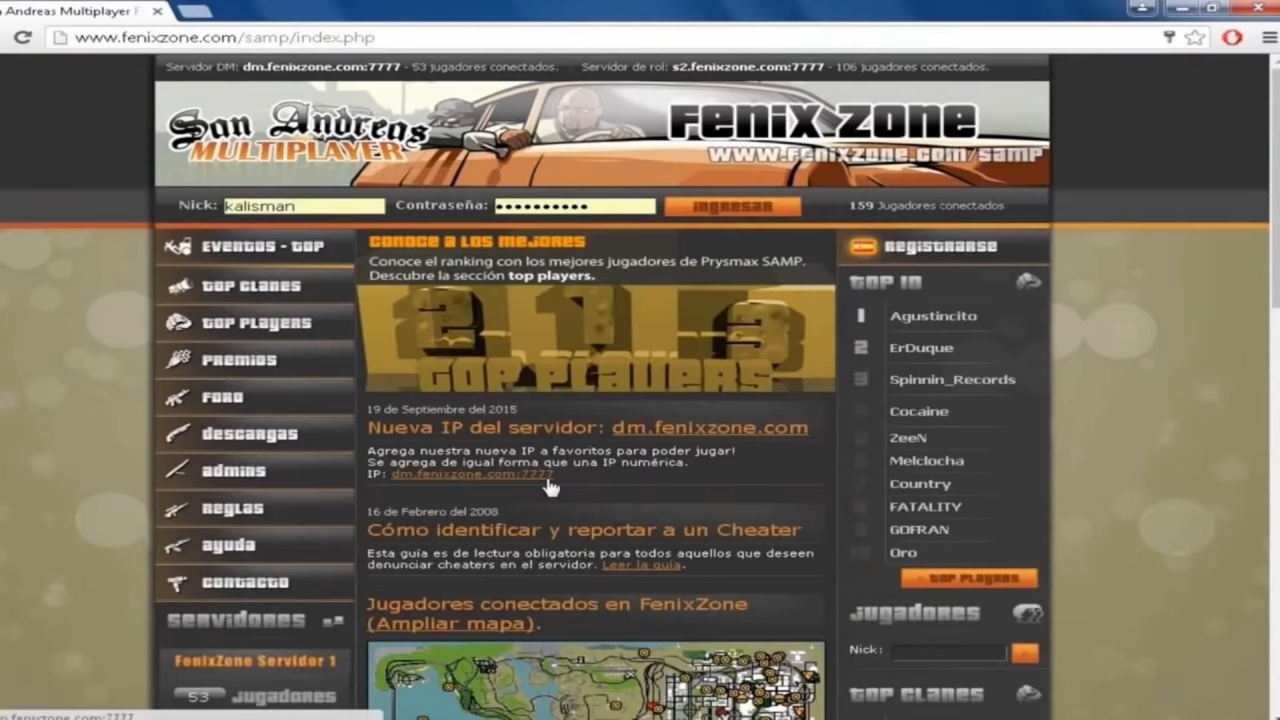 Andreas Multiplayer F
www.fenixzone.com/samp/index.php
Servidor DM: dm.fenixzone.com:7777 - 53 jugadores conectados.
Servidor de rol: s2.fenixzone.com:7777 - 106 jugadores conectados.
San Andreas
MULTIPLAYER
Fenix Zone
www.fenixzone.com/samp
Nick: kalisman
Contraseña: ••••••••••
ingresar
159 Jugadores conectados
Eventos - Top
Top Clanes
Top Players
Premios
Foro
descargas
admins
Reglas
ayuda
Contacto
Servidores
FenixZone Servidor 1
53 Jugadores
Conoce a los mejores
Conoce el ranking con los mejores jugadores de Prysmax SAMP.
Descubre la sección top players.
2 1 3
Top Players
19 de Septiembre del 2015
Nueva IP del servidor: dm.fenixzone.com
Agrega nuestra nueva IP a favoritos para poder jugar!
Se agrega de igual forma que una IP numérica.
IP: dm.fenixzone.com:7777
16 de Febrero del 2008
Cómo identificar y reportar a un Cheater
Esta guía es de lectura obligatoria para todos aquellos que deseen
denunciar cheaters en el servidor. Leer la guía.
Jugadores conectados en FenixZone
(Ampliar mapa).
Registrarse
Top 10
1 Agustincito
2 ErDuque
3 Spinnin_Records
Cocaine
ZeeN
Melclocha
Country
FATALITY
GOFRAN
Oro
Top Players
Jugadores
Nick:
Top Clanes